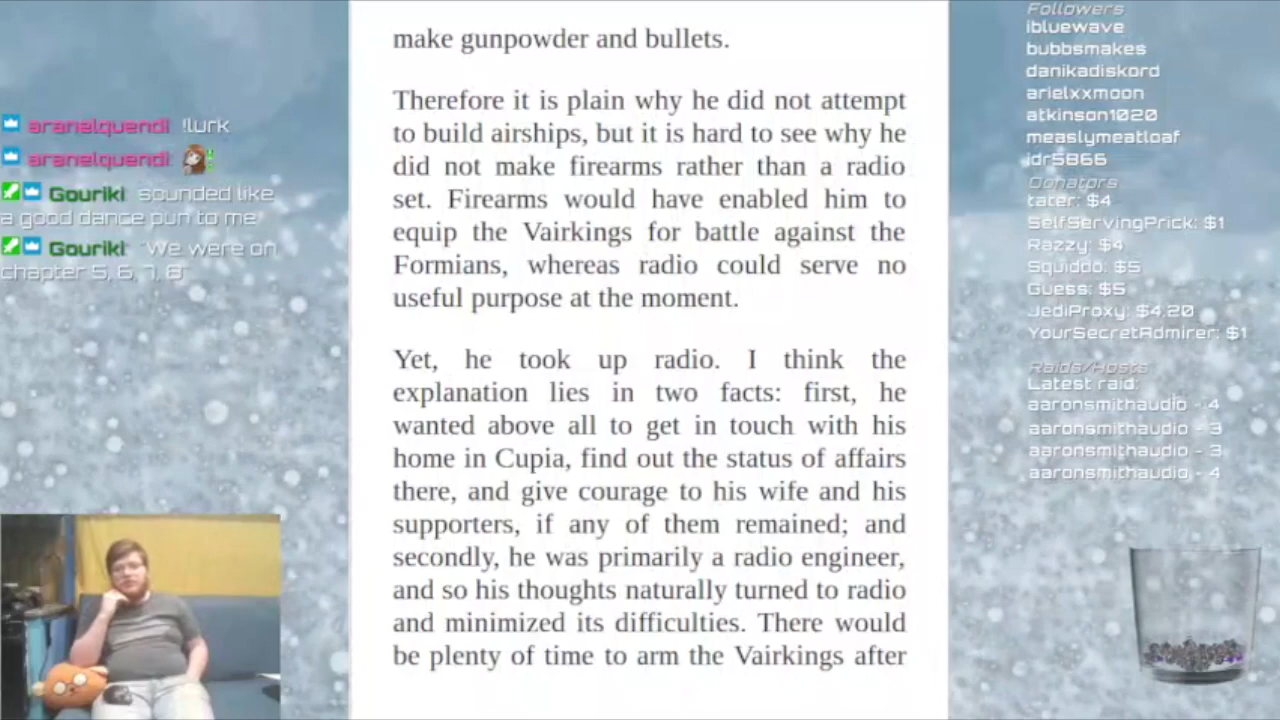 aranelquendi !lurk
aranelquendi:
Gouriki: sounded like
a good dance pun to me
Gouriki: "We were on
chapter 5, 6, 7, 8"
make gunpowder and bullets.
Therefore it is plain why he did not attempt
to build airships, but it is hard to see why he
did not make firearms rather than a radio
set. Firearms would have enabled him to
equip the Vairkings for battle against the
Formians, whereas radio could serve no
useful purpose at the moment.
Yet, he took up radio. I think the
explanation lies in two facts: first, he
wanted above all to get in touch with his
home in Cupia, find out the status of affairs
there, and give courage to his wife and his
supporters, if any of them remained; and
secondly, he was primarily a radio engineer,
and so his thoughts naturally turned to radio
and minimized its difficulties. There would
be plenty of time to arm the Vairkings after
Followers
ibluewave
bubbsmakes
danikadiskord
arielxxmoon
atkinson1020
measlymeatloaf
jdr5866
Donators
tater: $4
SelfServingPrick: $1
Razzy: $4
Squiddo: $5
Guess: $5
JediProxy: $4.20
YourSecretAdmirer: $1
Raids/Hosts
Latest raid:
aaronsmithaudio - 4
aaronsmithaudio - 3
aaronsmithaudio - 3
aaronsmithaudio - 4